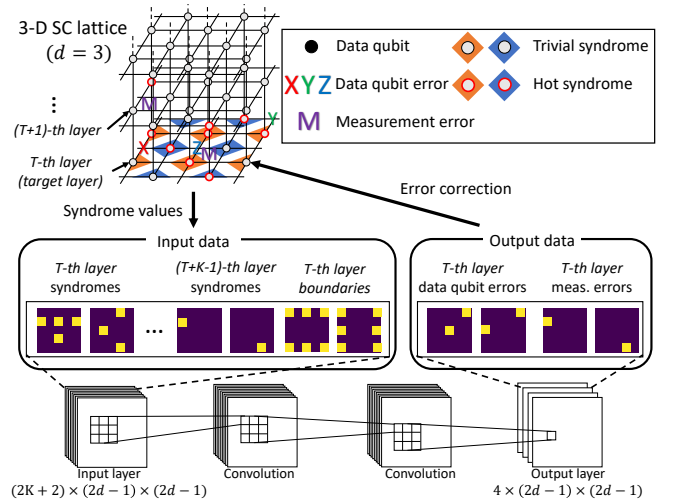 3-D SC lattice
(d = 3)
⋮
(T+1)-th layer
T-th layer
(target layer)
M
Y
X
Z
M
Data qubit
Trivial syndrome
XYZ Data qubit error
Hot syndrome
M Measurement error
Syndrome values
Error correction
Input data
T-th layer
syndromes
(T+K-1)-th layer
syndromes
T-th layer
boundaries
...
Output data
T-th layer
data qubit errors
T-th layer
meas. errors
Input layer
Convolution
Convolution
Output layer
(2K + 2) × (2d − 1) × (2d − 1)
4 × (2d − 1) × (2d − 1)